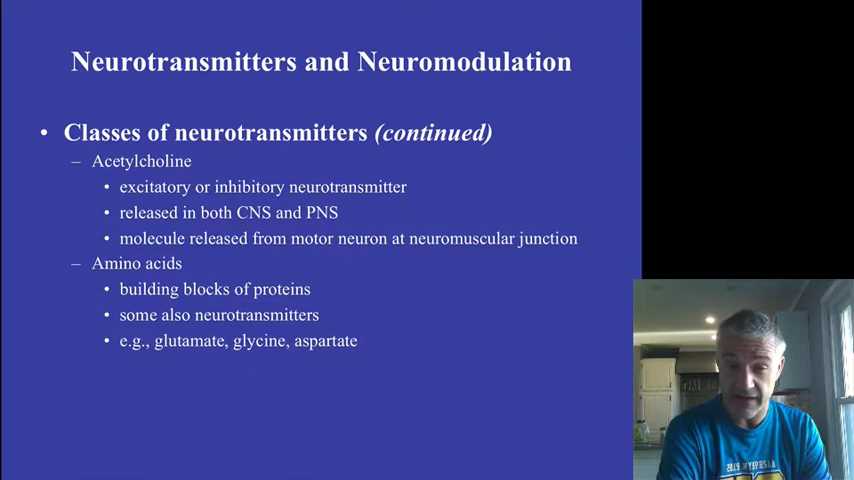 Neurotransmitters and Neuromodulation
• Classes of neurotransmitters (continued)
– Acetylcholine
• excitatory or inhibitory neurotransmitter
• released in both CNS and PNS
• molecule released from motor neuron at neuromuscular junction
– Amino acids
• building blocks of proteins
• some also neurotransmitters
• e.g., glutamate, glycine, aspartate